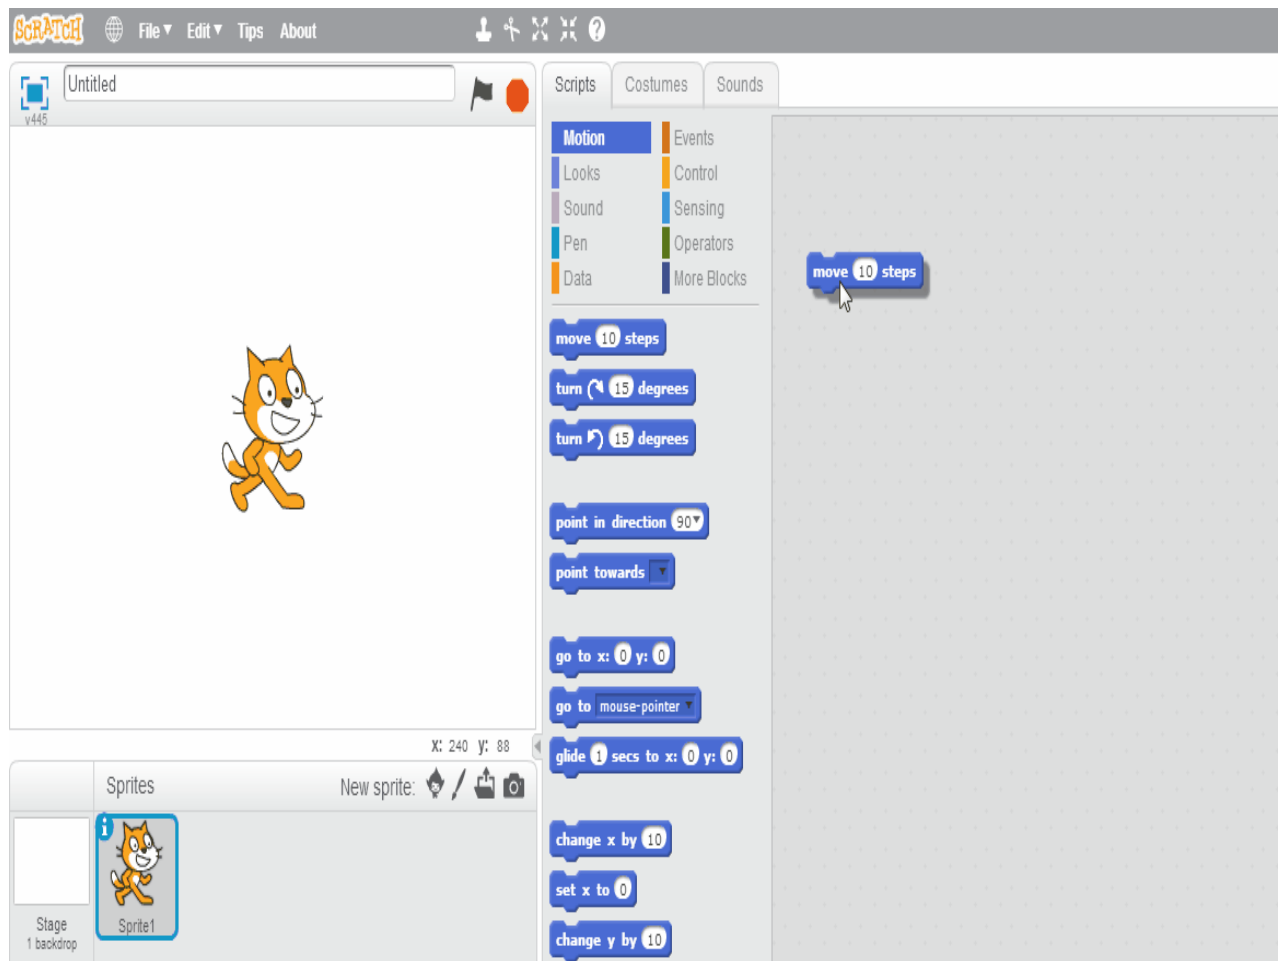 SCRATCH File Edit Tips About
Untitled
v445
Scripts Costumes Sounds
Motion Events
Looks Control
Sound Sensing
Pen Operators
Data More Blocks
move 10 steps
turn 15 degrees
turn 15 degrees
point in direction 90
point towards
go to x: 0 y: 0
go to mouse-pointer
glide 1 secs to x: 0 y: 0
change x by 10
set x to 0
change y by 10
move 10 steps
x: 240 y: 88
Sprites New sprite:
Stage
1 backdrop
Sprite1